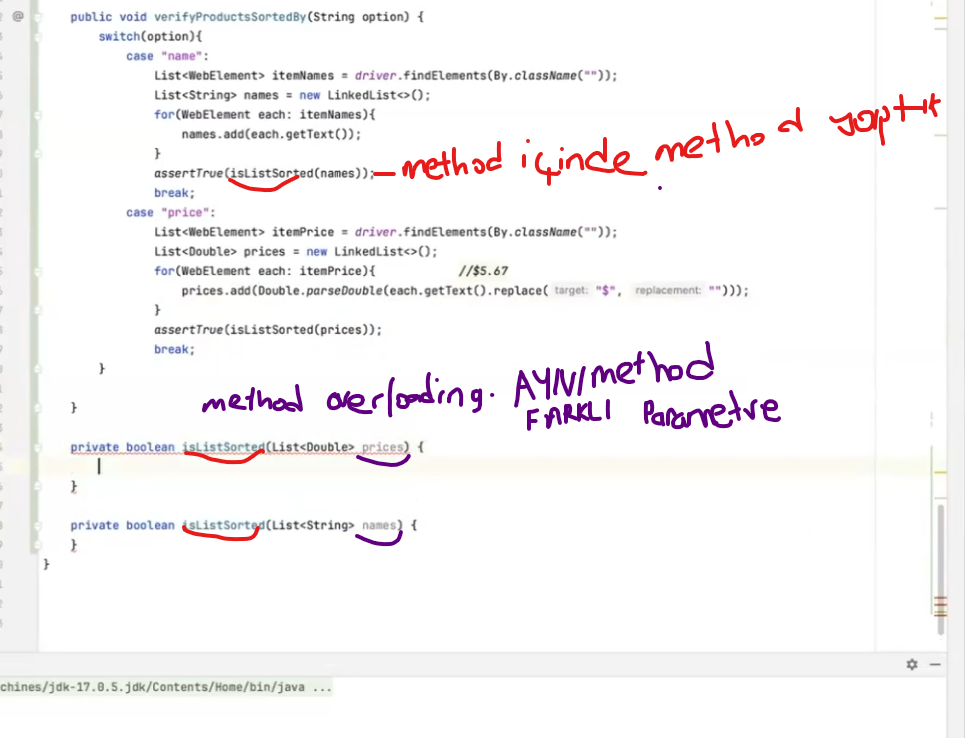 @ public void verifyProductsSortedBy(String option) {
switch(option){
case "name":
List<WebElement> itemNames = driver.findElements(By.className(""));
List<String> names = new LinkedList<>();
for(WebElement each: itemNames){
names.add(each.getText());
}
assertTrue(isListSorted(names)); – method içinde method yaptık
break;
case "price":
List<WebElement> itemPrice = driver.findElements(By.className(""));
List<Double> prices = new LinkedList<>();
for(WebElement each: itemPrice){ //$5.67
prices.add(Double.parseDouble(each.getText().replace( target: "$", replacement: "")));
}
assertTrue(isListSorted(prices));
break;
}
method overloading. AYNI method
FARKLI Parametre
}
private boolean isListSorted(List<Double> prices) {
}
private boolean isListSorted(List<String> names) {
}
}
chines/jdk-17.0.5.jdk/Contents/Home/bin/java ...